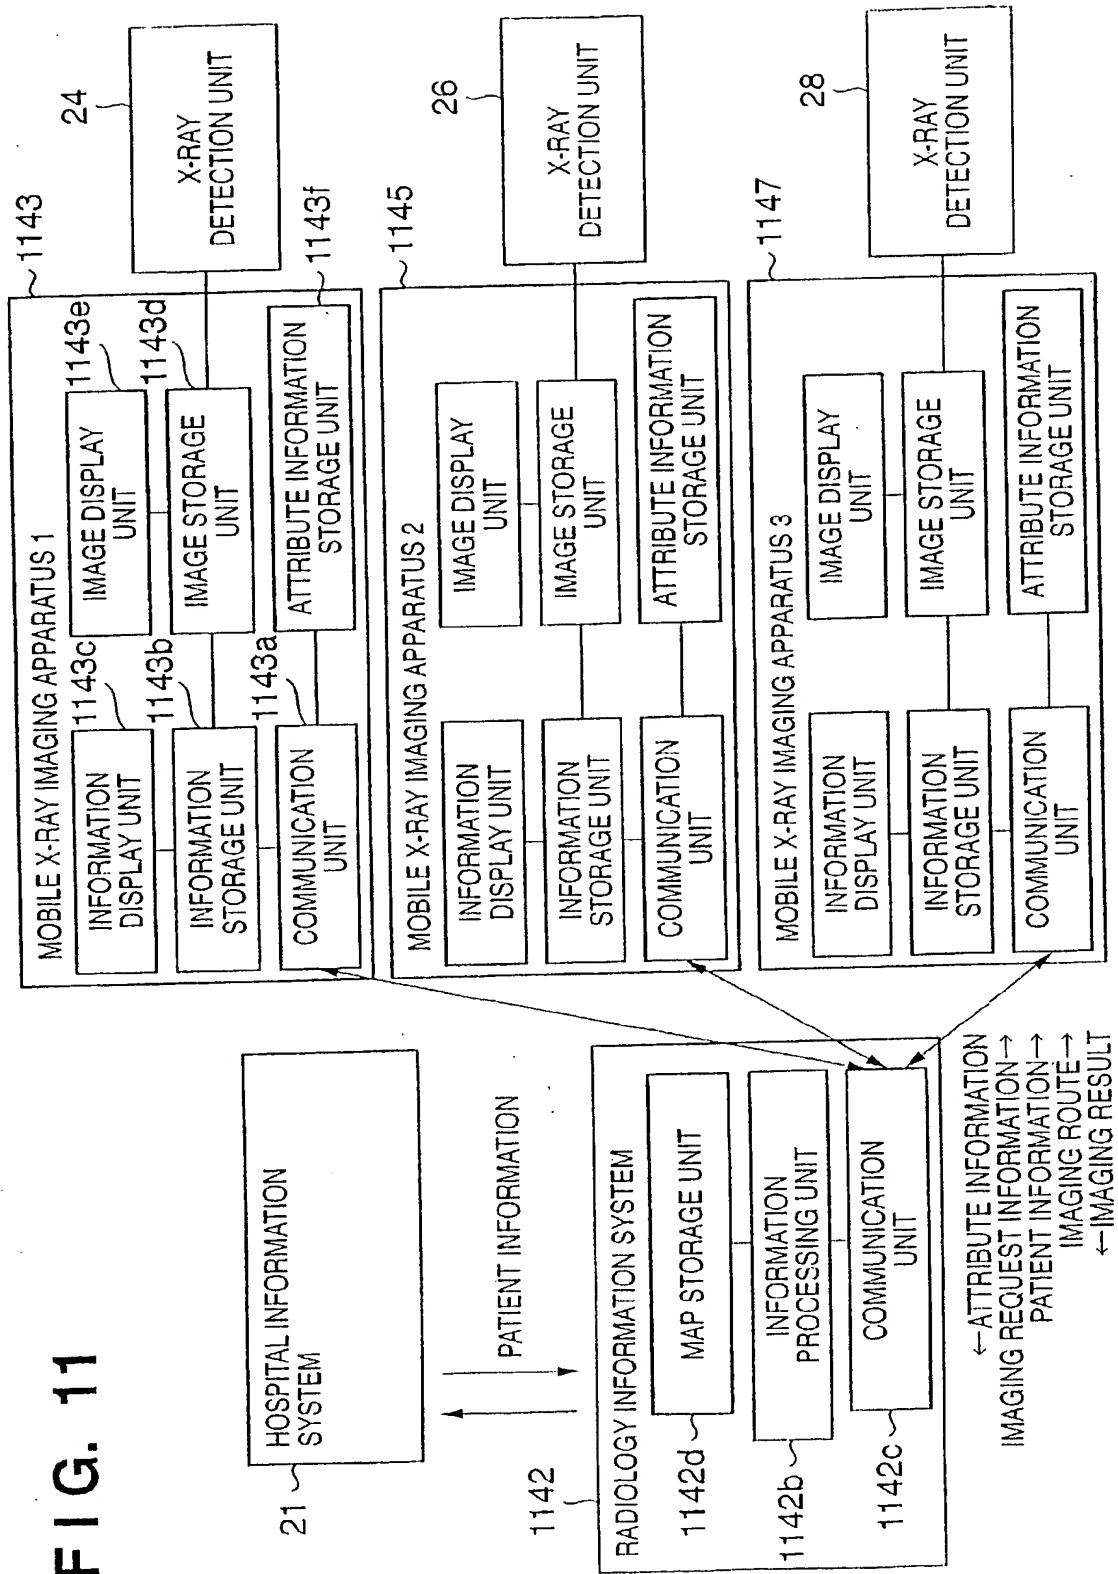 FIG. 11
21
HOSPITAL INFORMATION
SYSTEM
PATIENT INFORMATION
1142
RADIOLOGY INFORMATION SYSTEM
1142d
MAP STORAGE UNIT
1142b
INFORMATION
PROCESSING UNIT
1142c
COMMUNICATION
UNIT
←ATTRIBUTE INFORMATION
IMAGING REQUEST INFORMATION→
PATIENT INFORMATION→
IMAGING ROUTE→
←IMAGING RESULT
1143
MOBILE X-RAY IMAGING APPARATUS 1
1143c
INFORMATION
DISPLAY UNIT
1143e
IMAGE DISPLAY
UNIT
1143b
INFORMATION
STORAGE UNIT
1143d
IMAGE STORAGE
UNIT
1143a
COMMUNICATION
UNIT
1143f
ATTRIBUTE INFORMATION
STORAGE UNIT
24
X-RAY
DETECTION UNIT
1145
MOBILE X-RAY IMAGING APPARATUS 2
INFORMATION
DISPLAY UNIT
IMAGE DISPLAY
UNIT
INFORMATION
STORAGE UNIT
IMAGE STORAGE
UNIT
COMMUNICATION
UNIT
ATTRIBUTE INFORMATION
STORAGE UNIT
26
X-RAY
DETECTION UNIT
1147
MOBILE X-RAY IMAGING APPARATUS 3
INFORMATION
DISPLAY UNIT
IMAGE DISPLAY
UNIT
INFORMATION
STORAGE UNIT
IMAGE STORAGE
UNIT
COMMUNICATION
UNIT
ATTRIBUTE INFORMATION
STORAGE UNIT
28
X-RAY
DETECTION UNIT